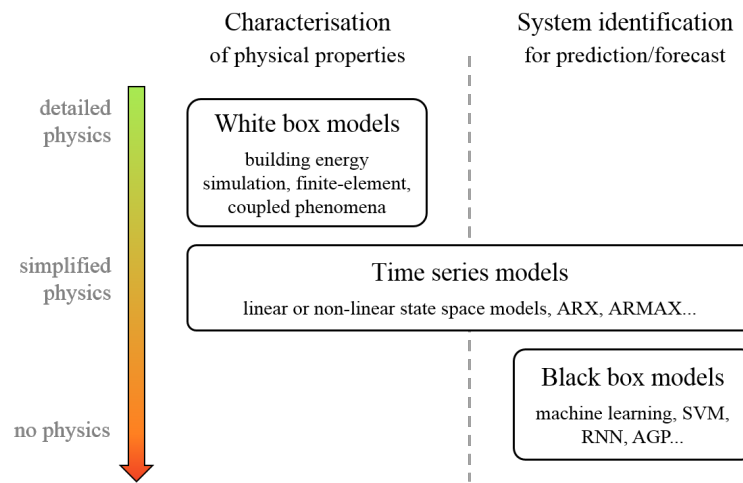 Characterisation
of physical properties
System identification
for prediction/forecast
detailed
physics
White box models
building energy
simulation, finite-element,
coupled phenomena
simplified
physics
Time series models
linear or non-linear state space models, ARX, ARMAX...
Black box models
machine learning, SVM,
RNN, AGP...
no physics